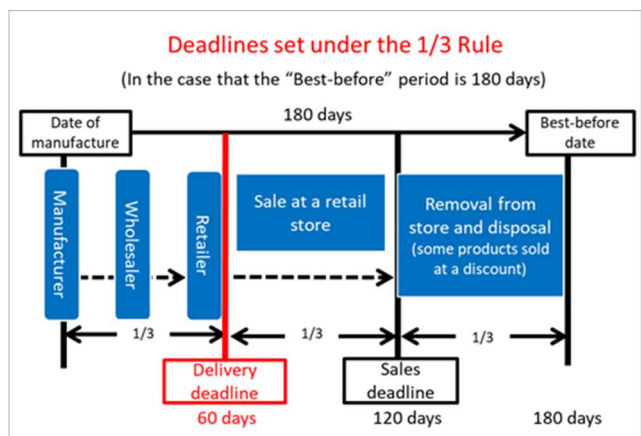 Deadlines set under the 1/3 Rule
(In the case that the “Best-before” period is 180 days)
Date of
manufacture
180 days
Best-before
date
Manufacturer
Wholesaler
Retailer
Sale at a retail
store
Removal from
store and disposal
(some products sold
at a discount)
1/3
1/3
1/3
Delivery
deadline
Sales
deadline
60 days
120 days
180 days